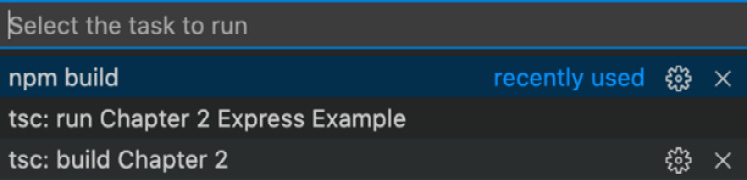 Select the task to run
npm build recently used
tsc: run Chapter 2 Express Example
tsc: build Chapter 2